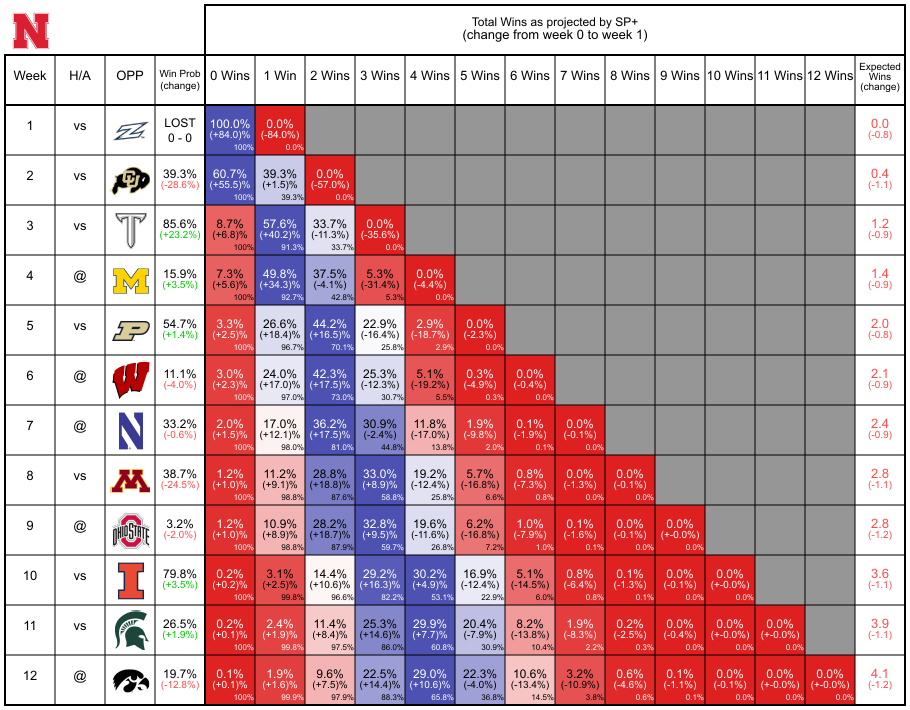 N
Total Wins as projected by SP+
(change from week 0 to week 1)
Week H/A OPP Win Prob (change) 0 Wins 1 Win 2 Wins 3 Wins 4 Wins 5 Wins 6 Wins 7 Wins 8 Wins 9 Wins 10 Wins 11 Wins 12 Wins Expected Wins (change)
1 vs Z LOST 100.0% 0.0% 0.0
0 - 0 (+84.0)% (-84.0)% (-0.8)
100% 0.0%
2 vs CU 39.3% 60.7% 39.3% 0.0% 0.4
(-28.6%) (+55.5)% (+1.5)% (-57.0)% (-1.1)
100% 39.3% 0.0%
3 vs T 85.6% 8.7% 57.6% 33.7% 0.0% 1.2
(+23.2%) (+6.8)% (+40.2)% (-11.3)% (-35.6)% (-0.9)
100% 91.3% 33.7% 0.0%
4 @ M 15.9% 7.3% 49.8% 37.5% 5.3% 0.0% 1.4
(+3.5%) (+5.6)% (+34.3)% (-4.1)% (-31.4)% (-4.4)% (-0.9)
100% 92.7% 42.8% 5.3% 0.0%
5 vs P 54.7% 3.3% 26.6% 44.2% 22.9% 2.9% 0.0% 2.0
(+1.4%) (+2.5)% (+18.4)% (+16.5)% (-16.4)% (-18.7)% (-2.3)% (-0.8)
100% 96.7% 70.1% 25.8% 2.9% 0.0%
6 @ W 11.1% 3.0% 24.0% 42.3% 25.3% 5.1% 0.3% 0.0% 2.1
(-4.0%) (+2.3)% (+17.0)% (+17.5)% (-12.3)% (-19.2)% (-4.9)% (-0.4)% (-0.9)
100% 97.0% 73.0% 30.7% 5.5% 0.3% 0.0%
7 @ N 33.2% 2.0% 17.0% 36.2% 30.9% 11.8% 1.9% 0.1% 0.0% 2.4
(-0.6%) (+1.5)% (+12.1)% (+17.5)% (-2.4)% (-17.0)% (-9.8)% (-1.9)% (-0.1)% (-0.9)
100% 98.0% 81.0% 44.8% 13.8% 2.0% 0.1% 0.0%
8 vs M 38.7% 1.2% 11.2% 28.8% 33.0% 19.2% 5.7% 0.8% 0.0% 0.0% 2.8
(-24.5%) (+1.0)% (+9.1)% (+18.8)% (+8.9)% (-12.4)% (-16.8)% (-7.3)% (-1.3)% (-0.1)% (-1.1)
100% 98.8% 87.6% 58.8% 25.8% 6.6% 0.8% 0.0% 0.0%
9 @ OHIO STATE 3.2% 1.2% 10.9% 28.2% 32.8% 19.6% 6.2% 1.0% 0.1% 0.0% 0.0% 2.8
(-2.0%) (+1.0)% (+8.9)% (+18.7)% (+9.5)% (-11.6)% (-16.8)% (-7.9)% (-1.6)% (-0.1)% (+-0.0)% (-1.2)
100% 98.8% 87.9% 59.7% 26.8% 7.2% 1.0% 0.1% 0.0% 0.0%
10 vs I 79.8% 0.2% 3.1% 14.4% 29.2% 30.2% 16.9% 5.1% 0.8% 0.1% 0.0% 0.0% 3.6
(+3.5%) (+0.2)% (+2.5)% (+10.6)% (+16.3)% (+4.9)% (-12.4)% (-14.5)% (-6.4)% (-1.3)% (-0.1)% (+-0.0)% (-1.1)
100% 99.8% 96.6% 82.2% 53.1% 22.9% 6.0% 0.8% 0.1% 0.0% 0.0%
11 vs 26.5% 0.2% 2.4% 11.4% 25.3% 29.9% 20.4% 8.2% 1.9% 0.2% 0.0% 0.0% 0.0% 3.9
(+1.9%) (+0.1)% (+1.9)% (+8.4)% (+14.6)% (+7.7)% (-7.9)% (-13.8)% (-8.3)% (-2.5)% (-0.4)% (+-0.0)% (+-0.0)% (-1.1)
100% 99.8% 97.5% 86.0% 60.8% 30.9% 10.4% 2.2% 0.3% 0.0% 0.0% 0.0%
12 @ 19.7% 0.1% 1.9% 9.6% 22.5% 29.0% 22.3% 10.6% 3.2% 0.6% 0.1% 0.0% 0.0% 0.0% 4.1
(-12.8%) (+0.1)% (+1.6)% (+7.5)% (+14.4)% (+10.6)% (-4.0)% (-13.4)% (-10.9)% (-4.6)% (-1.1)% (-0.1)% (+-0.0)% (+-0.0)% (-1.2)
100% 99.9% 97.9% 88.3% 65.8% 36.8% 14.5% 3.8% 0.6% 0.1% 0.0% 0.0% 0.0%